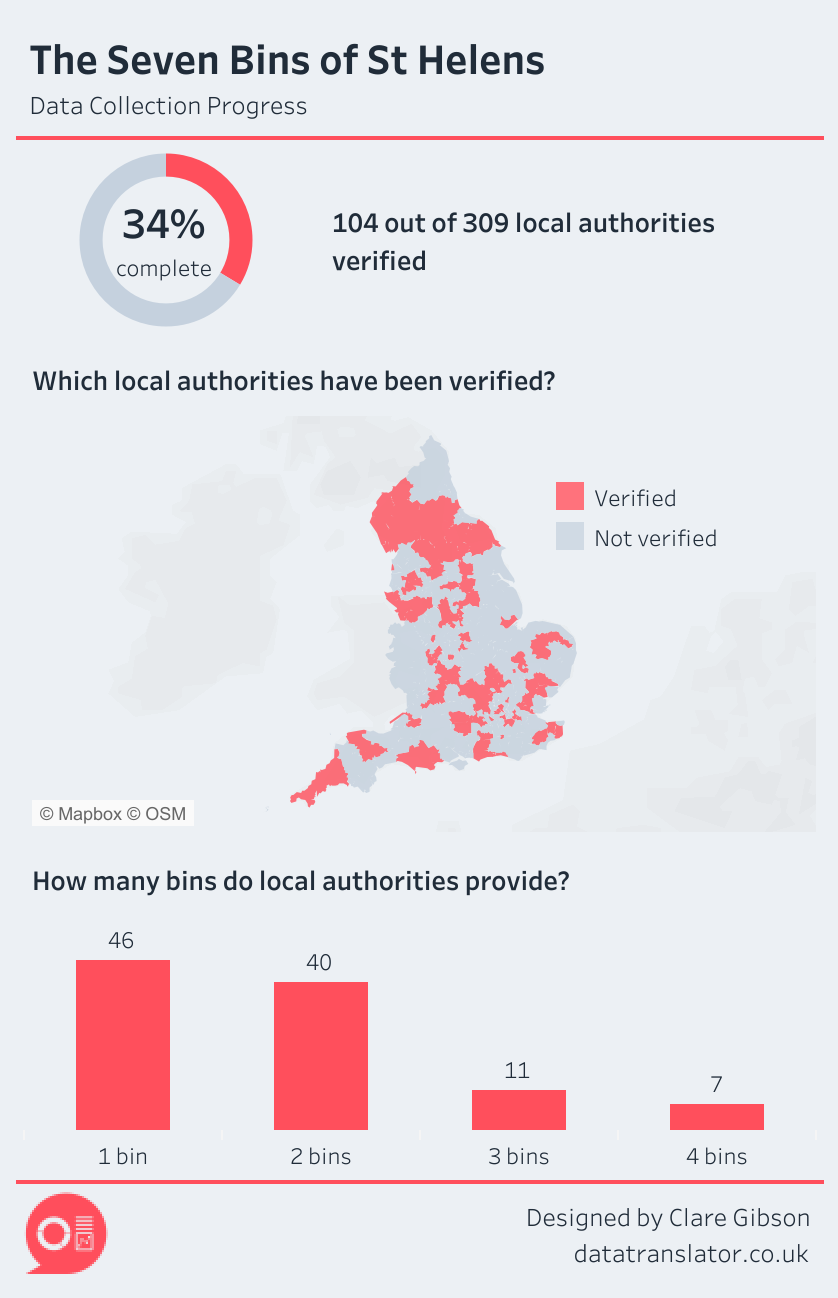 The Seven Bins of St Helens
Data Collection Progress
34%
complete
104 out of 309 local authorities
verified
Which local authorities have been verified?
Verified
Not verified
© Mapbox © OSM
How many bins do local authorities provide?
46
40
11
7
1 bin
2 bins
3 bins
4 bins
Designed by Clare Gibson
datatranslator.co.uk